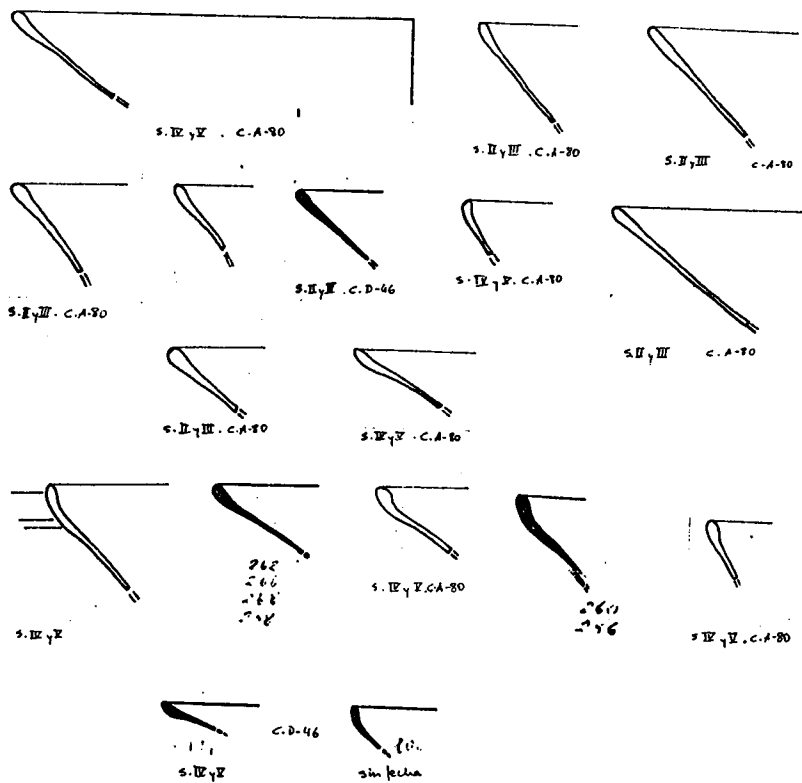 S. IV y V . C.A-80
S. II y III . C.A-80
S. II y III C.A-80
S. II y III . C.A-80
S. II y III . C.D-46
S. IV y V . C.A-80
S. II y III C.A-80
S. II y III . C.A-80
S. IV y V . C.A-80
S. IV y V
262
S. IV y V . C.A-80
S. IV y V . C.A-80
C.D-46
S. IV y V
sin fecha